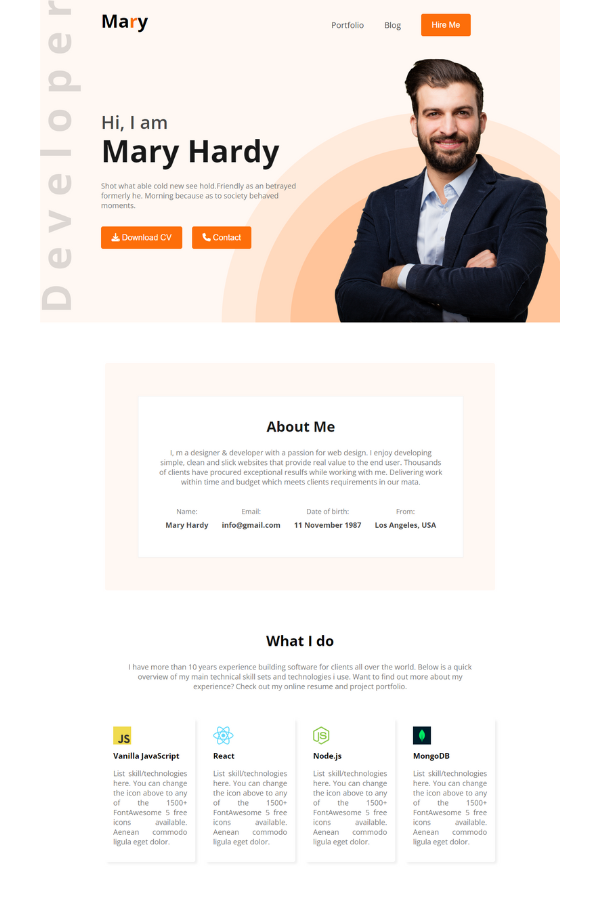 Mary
Portfolio
Blog
Hire Me
Developer
Hi, I am
Mary Hardy
Shot what able cold new see hold.Friendly as an betrayed
formerly he. Morning because as to society behaved
moments.
Download CV
Contact
About Me
I, m a designer & developer with a passion for web design. I enjoy developing
simple, clean and slick websites that provide real value to the end user. Thousands
of clients have procured exceptional results while working with me. Delivering work
within time and budget which meets clients requirements in our mata.
Name:
Email:
Date of birth:
From:
Mary Hardy
info@gmail.com
11 November 1987
Los Angeles, USA
What I do
I have more than 10 years experience building software for clients all over the world. Below is a quick
overview of my main technical skill sets and technologies i use. Want to find out more about my
experience? Check out my online resume and project portfolio.
JS
Vanilla JavaScript
List skill/technologies
here. You can change
the icon above to any
of the 1500+
FontAwesome 5 free
icons available.
Aenean commodo
ligula eget dolor.
React
List skill/technologies
here. You can change
the icon above to any
of the 1500+
FontAwesome 5 free
icons available.
Aenean commodo
ligula eget dolor.
JS
Node.js
List skill/technologies
here. You can change
the icon above to any
of the 1500+
FontAwesome 5 free
icons available.
Aenean commodo
ligula eget dolor.
MongoDB
List skill/technologies
here. You can change
the icon above to any
of the 1500+
FontAwesome 5 free
icons available.
Aenean commodo
ligula eget dolor.